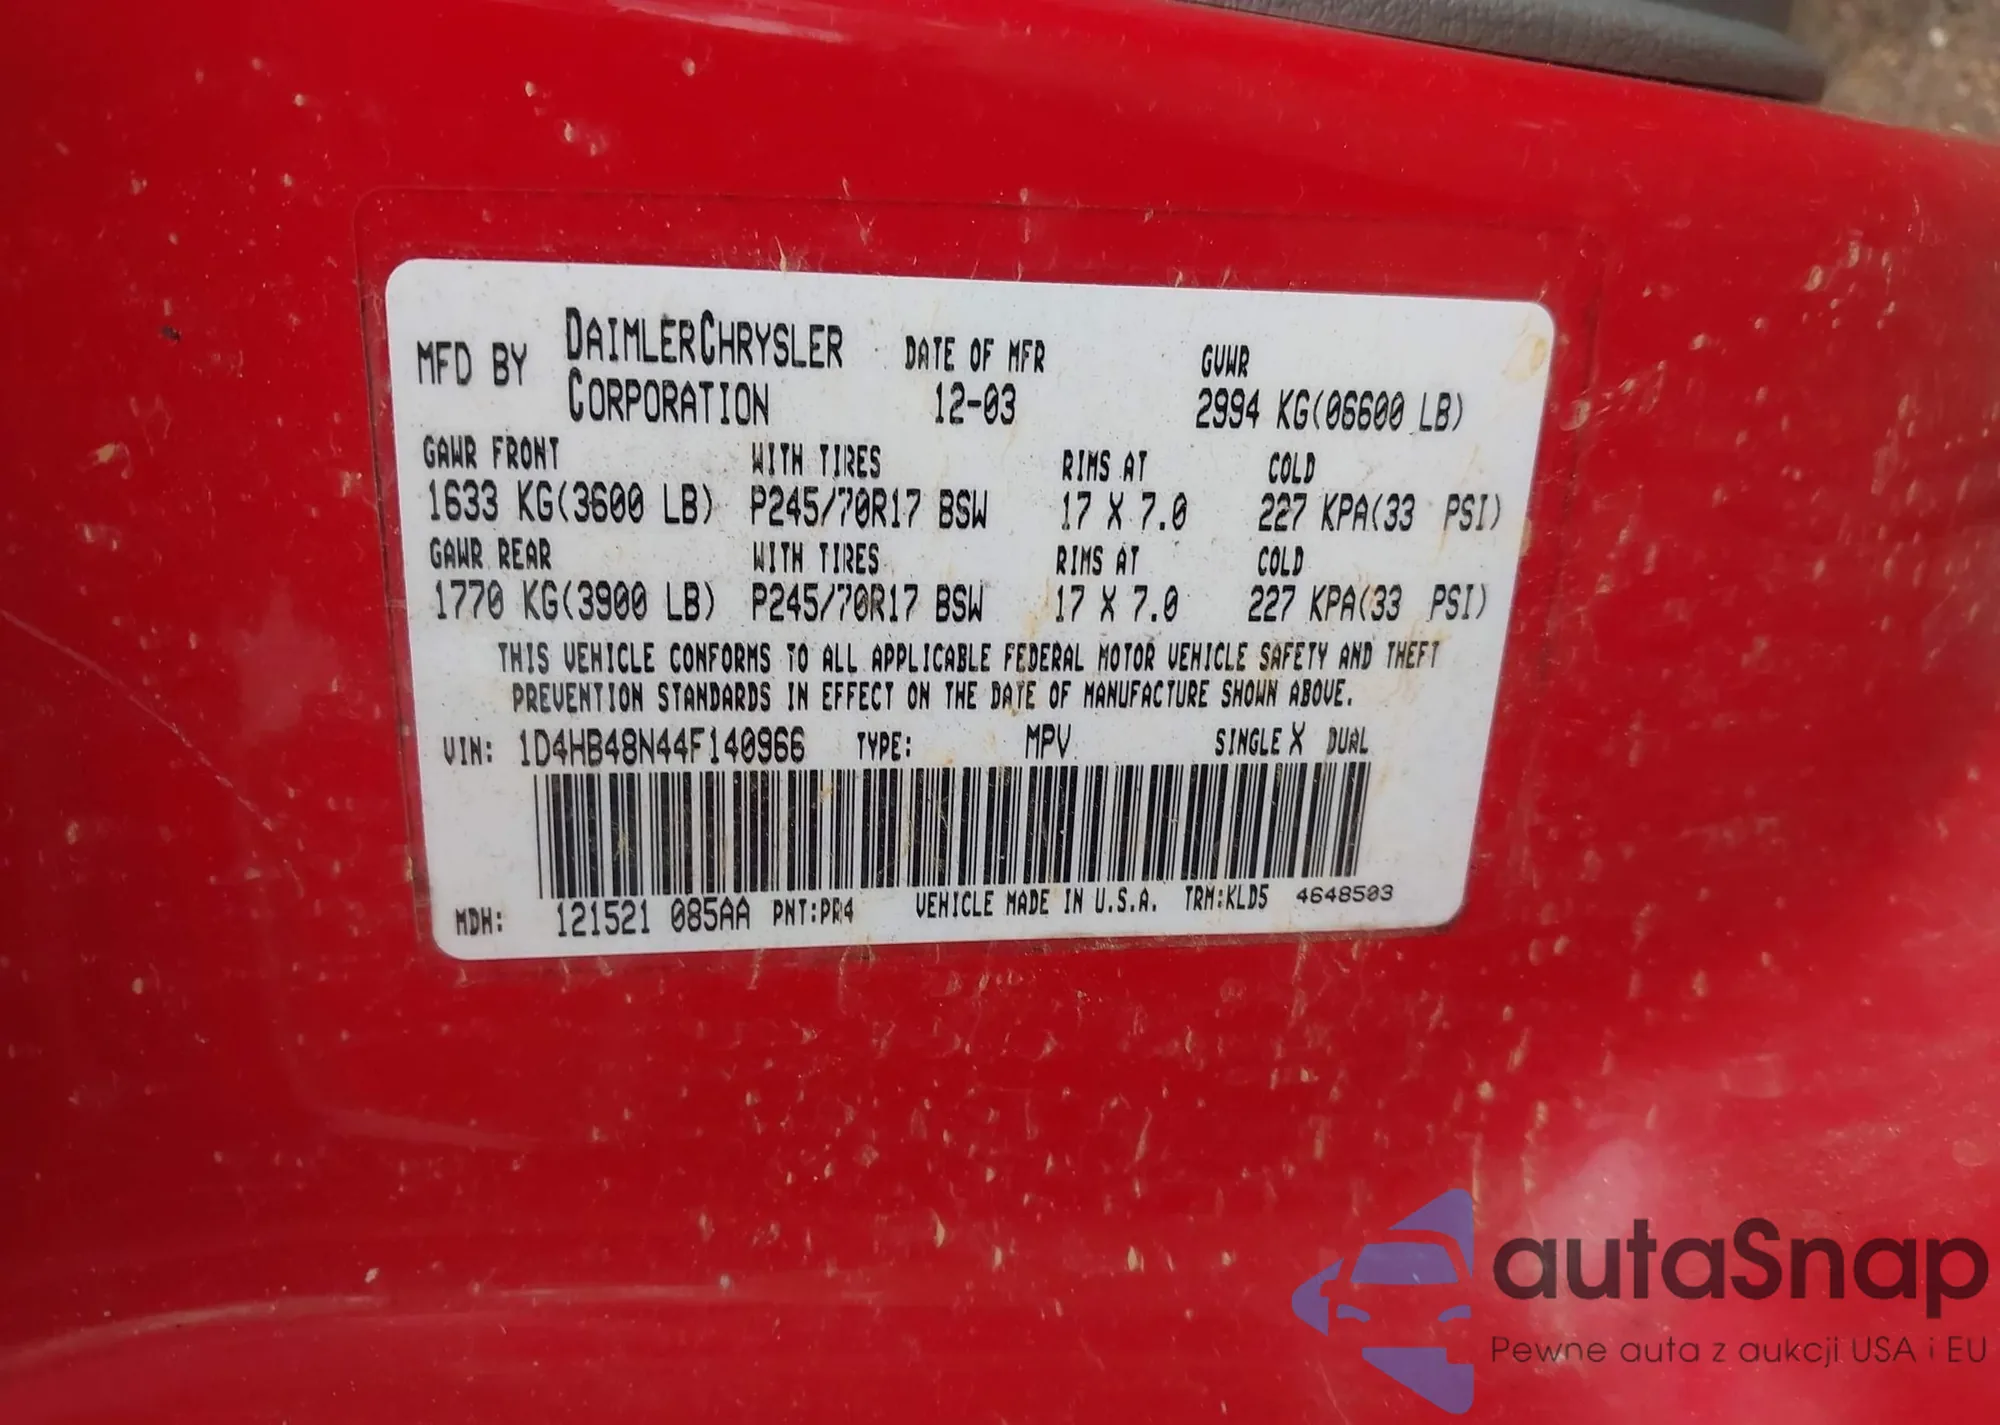 MFD BY DAIMLERCHRYSLER CORPORATION DATE OF MFR 12-03 GVWR 2994 KG(06600 LB)
GAWR FRONT WITH TIRES RIMS AT COLD
1633 KG(3600 LB) P245/70R17 BSW 17 X 7.0 227 KPA(33 PSI)
GAWR REAR WITH TIRES RIMS AT COLD
1770 KG(3900 LB) P245/70R17 BSW 17 X 7.0 227 KPA(33 PSI)
THIS VEHICLE CONFORMS TO ALL APPLICABLE FEDERAL MOTOR VEHICLE SAFETY AND THEFT
PREVENTION STANDARDS IN EFFECT ON THE DATE OF MANUFACTURE SHOWN ABOVE.
VIN: 1D4HB48N44F140966 TYPE: MPV SINGLE X DUAL
MDH: 121521 085AA PNT:PR4 VEHICLE MADE IN U.S.A. TRM:KLD5 4648503
autaSnap
Pewne auta z aukcji USA i EU